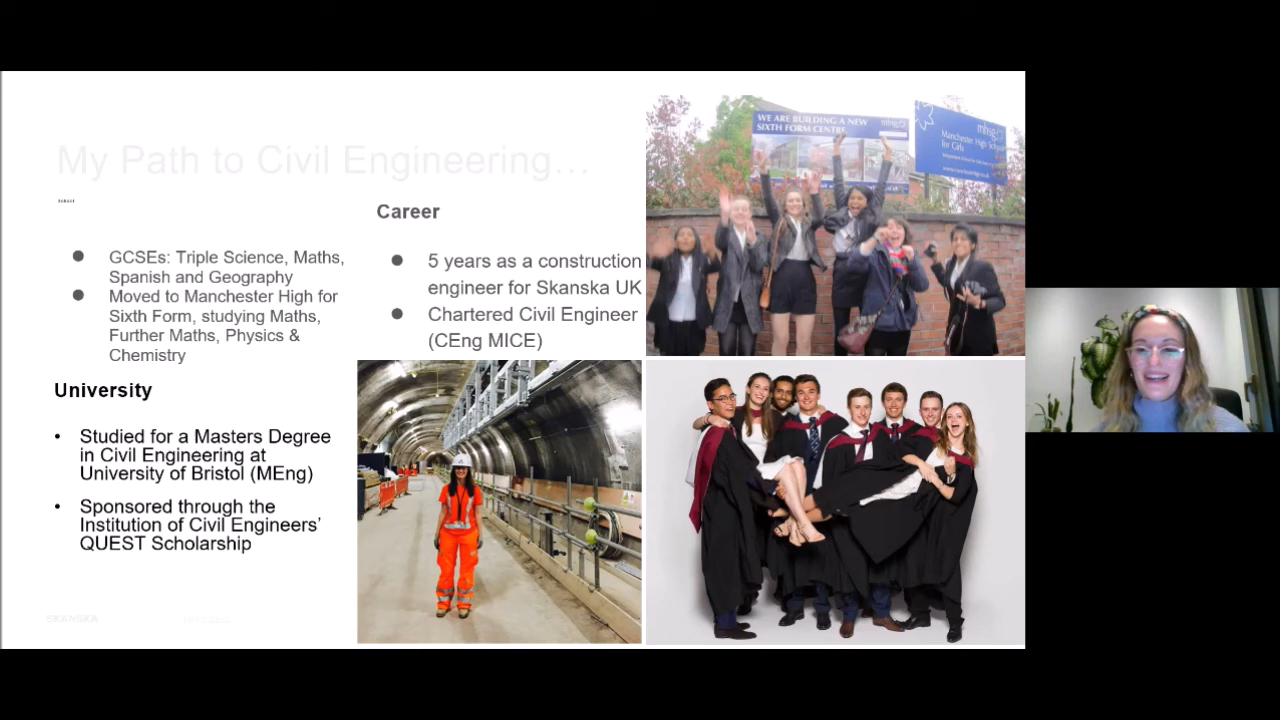 My Path to Civil Engineering…
GCSEs: Triple Science, Maths,
Spanish and Geography
Moved to Manchester High for
Sixth Form, studying Maths,
Further Maths, Physics &
Chemistry
University
Studied for a Masters Degree
in Civil Engineering at
University of Bristol (MEng)
Sponsored through the
Institution of Civil Engineers’
QUEST Scholarship
SKANSKA
Career
5 years as a construction
engineer for Skanska UK
Chartered Civil Engineer
(CEng MICE)
WE ARE BUILDING A NEW
SIXTH FORM CENTRE
mhsg
Manchester High School
for Girls